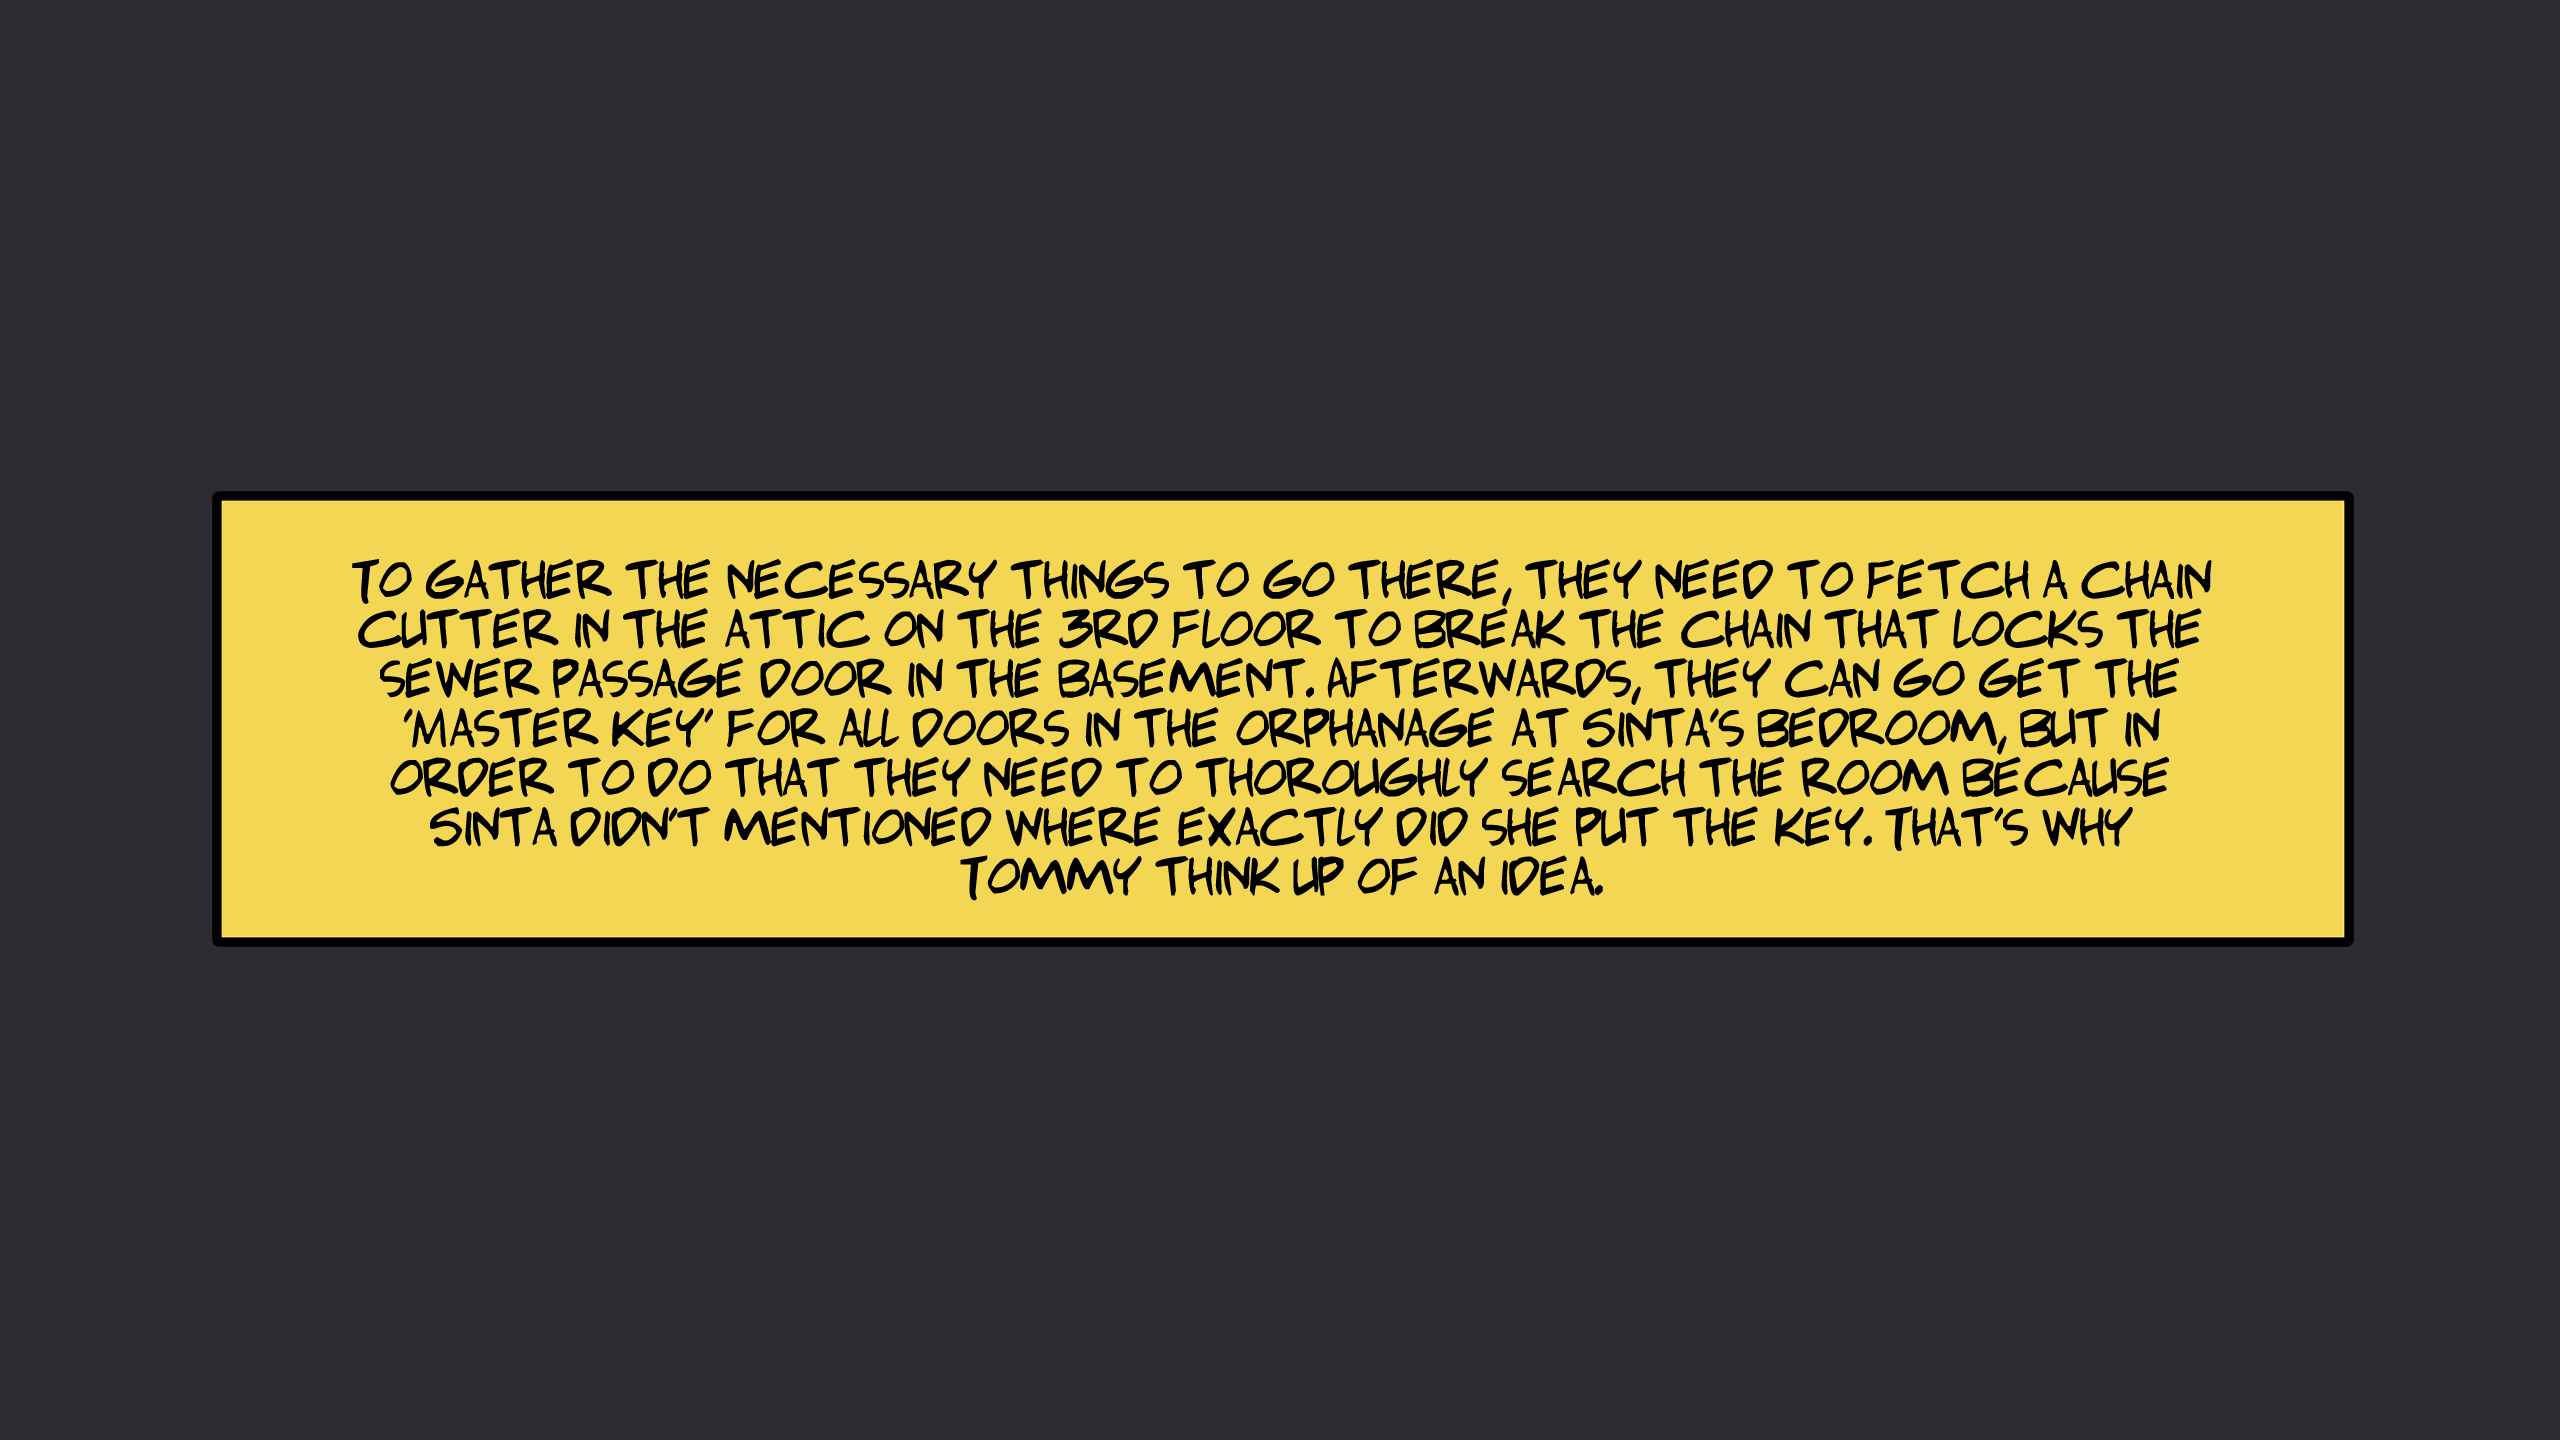 TO GATHER THE NECESSARY THINGS TO GO THERE, THEY NEED TO FETCH A CHAIN
CUTTER IN THE ATTIC ON THE 3RD FLOOR TO BREAK THE CHAIN THAT LOCKS THE
SEWER PASSAGE DOOR IN THE BASEMENT. AFTERWARDS, THEY CAN GO GET THE
'MASTER KEY' FOR ALL DOORS IN THE ORPHANAGE AT SINTA'S BEDROOM, BUT IN
ORDER TO DO THAT THEY NEED TO THOROUGHLY SEARCH THE ROOM BECAUSE
SINTA DIDN'T MENTIONED WHERE EXACTLY DID SHE PUT THE KEY. THAT'S WHY
TOMMY THINK UP OF AN IDEA.